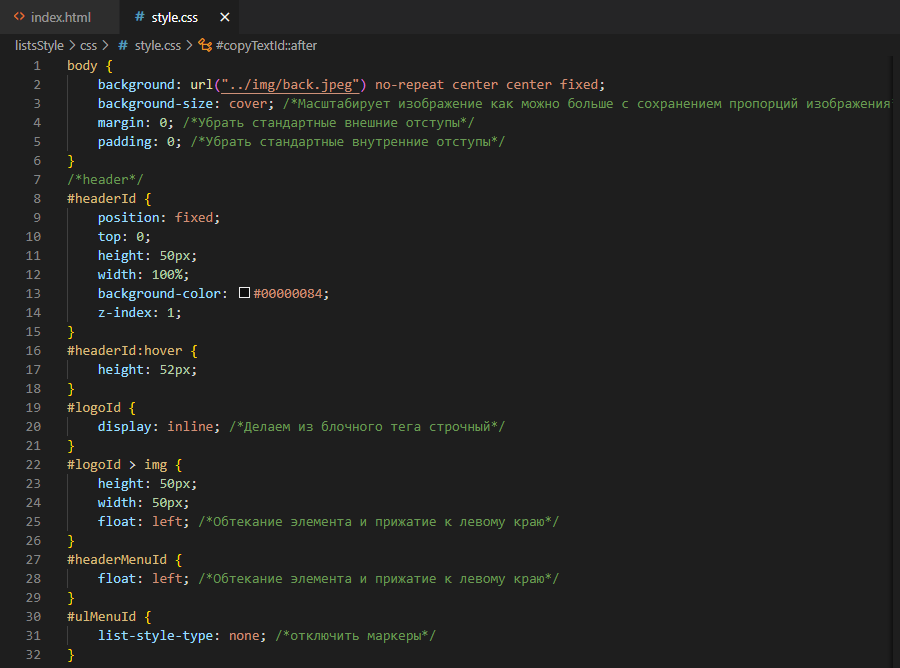 index.html # style.css ×
listsStyle > css > # style.css > #copyTextId::after
1 body {
2 background: url("../img/back.jpeg") no-repeat center center fixed;
3 background-size: cover; /*Масштабирует изображение как можно больше с сохранением пропорций изображения
4 margin: 0; /*Убрать стандартные внешние отступы*/
5 padding: 0; /*Убрать стандартные внутренние отступы*/
6 }
7 /*header*/
8 #headerId {
9 position: fixed;
10 top: 0;
11 height: 50px;
12 width: 100%;
13 background-color: #00000084;
14 z-index: 1;
15 }
16 #headerId:hover {
17 height: 52px;
18 }
19 #logoId {
20 display: inline; /*Делаем из блочного тега строчный*/
21 }
22 #logoId > img {
23 height: 50px;
24 width: 50px;
25 float: left; /*Обтекание элемента и прижатие к левому краю*/
26 }
27 #headerMenuId {
28 float: left; /*Обтекание элемента и прижатие к левому краю*/
29 }
30 #ulMenuId {
31 list-style-type: none; /*отключить маркеры*/
32 }